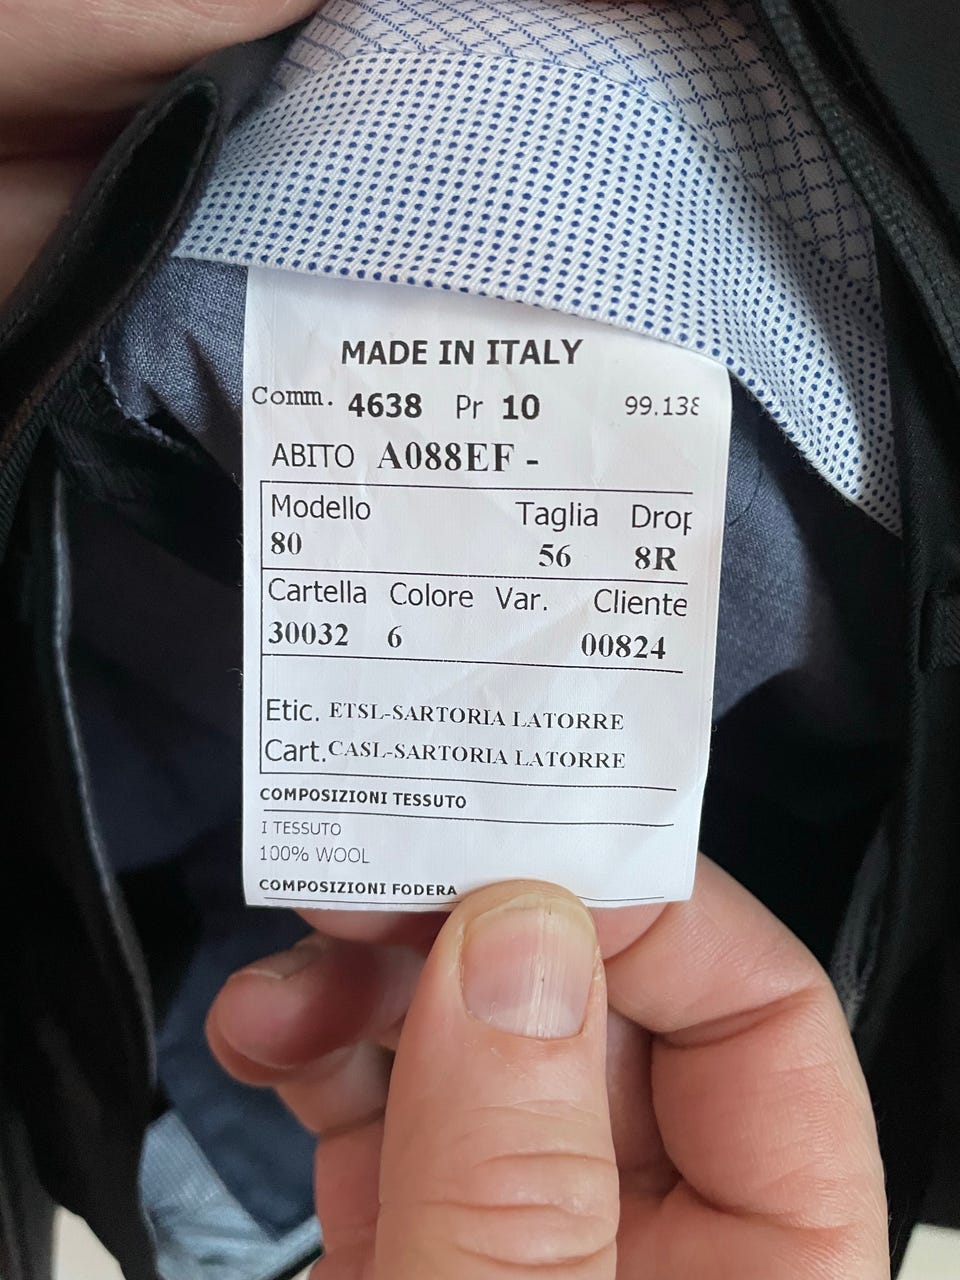 MADE IN ITALY
Comm. 4638 Pr 10 99.138
ABITO A088EF -
Modello Taglia Drop
80 56 8R
Cartella Colore Var. Cliente
30032 6 00824
Etic. ETSL-SARTORIA LATORRE
Cart. CASL-SARTORIA LATORRE
COMPOSIZIONI TESSUTO
I TESSUTO
100% WOOL
COMPOSIZIONI FODERA